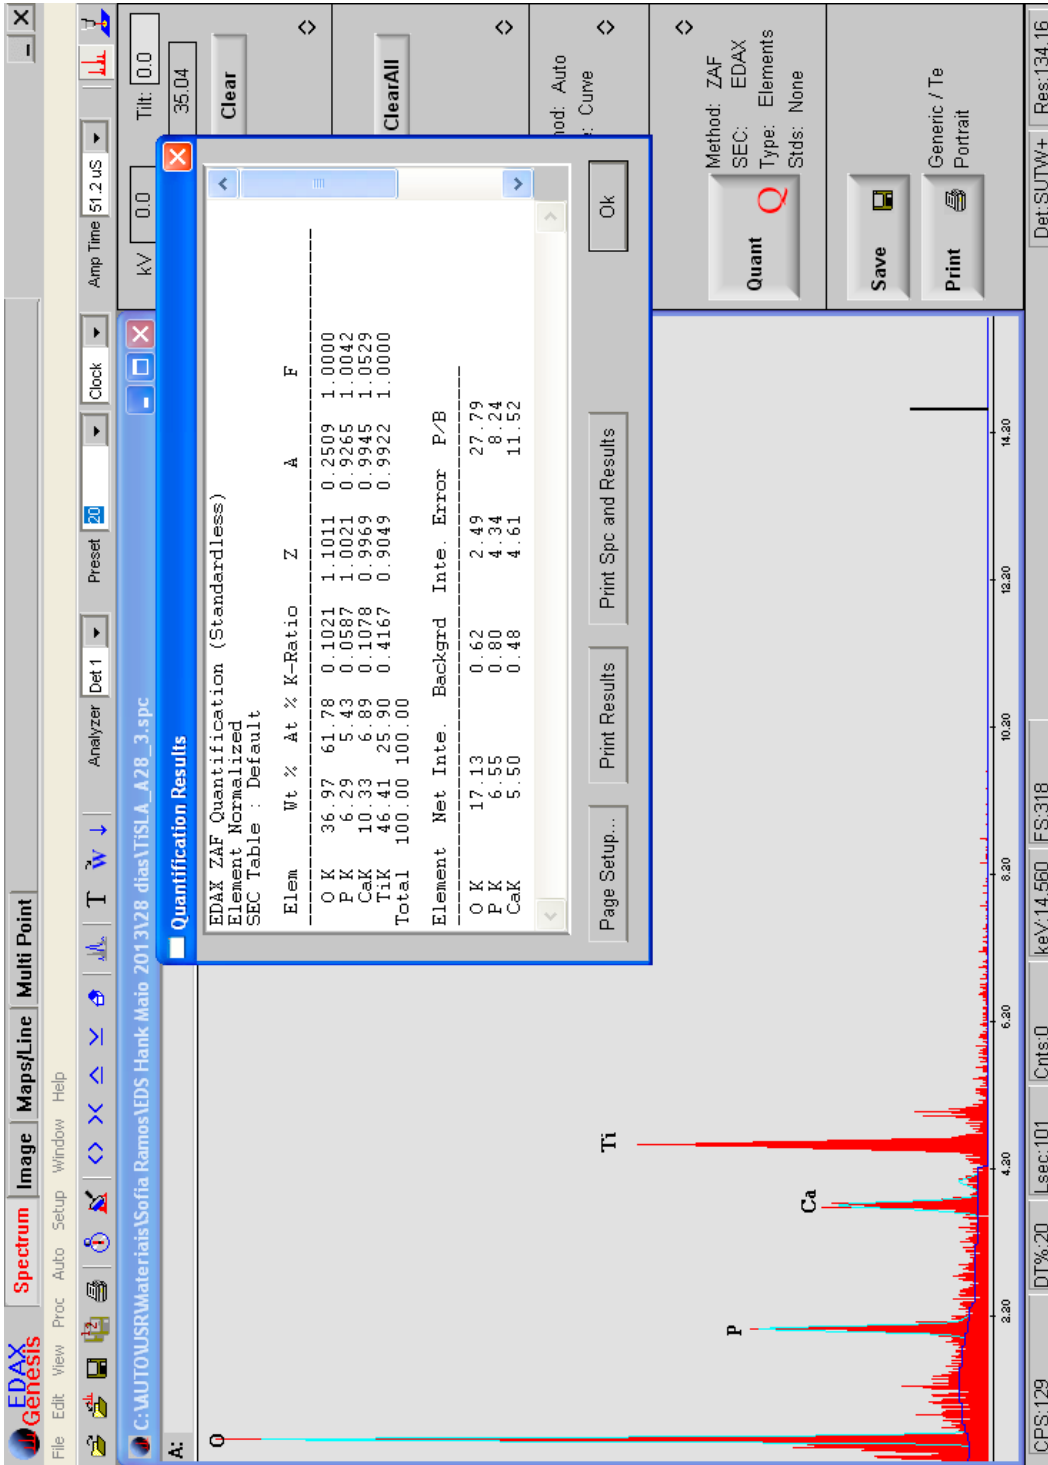 EDAX
Genesis
Spectrum Image Maps/Line Multi Point
File Edit View Proc Auto Setup Window Help
Analyzer Det 1 Preset 20 Clock Amp Time 51.2 uS
T W
C:\AUTO\USR\Materiais\Sofia Ramos\EDS Hank Maio 2013\28 dias\TiSLA_A28_3.spc
kV 0.0 Tilt: 0.0
35.04
A:
Quantification Results
EDAX ZAF Quantification (Standardless)
Element Normalized
SEC Table : Default
Elem Wt % At % K-Ratio Z A F
O K 36.97 61.78 0.1021 1.1011 0.2509 1.0000
P K 6.29 5.43 0.0587 1.0021 0.9265 1.0042
CaK 10.33 6.89 0.1078 0.9969 0.9945 1.0529
TiK 46.41 25.90 0.4167 0.9049 0.9922 1.0000
Total 100.00 100.00
Element Net Inte. Backgrd Inte. Error P/B
O K 17.13 0.62 2.49 27.79
P K 6.55 0.80 4.34 8.24
CaK 5.50 0.48 4.61 11.52
Page Setup... Print Results Print Spc and Results Ok
Clear
ClearAll
nod: Auto
e: Curve
Quant Q
Method: ZAF
SEC: EDAX
Type: Elements
Stds: None
Save
Print
Generic / Te
Portrait
O
P
Ca
Ti
2.20 4.20 6.20 8.20 10.20 12.20 14.20
CPS:129 DT%:20 Lsec:101 Cnts:0 keV:14.560 FS:318 Det:SUTW+ Res:134.16